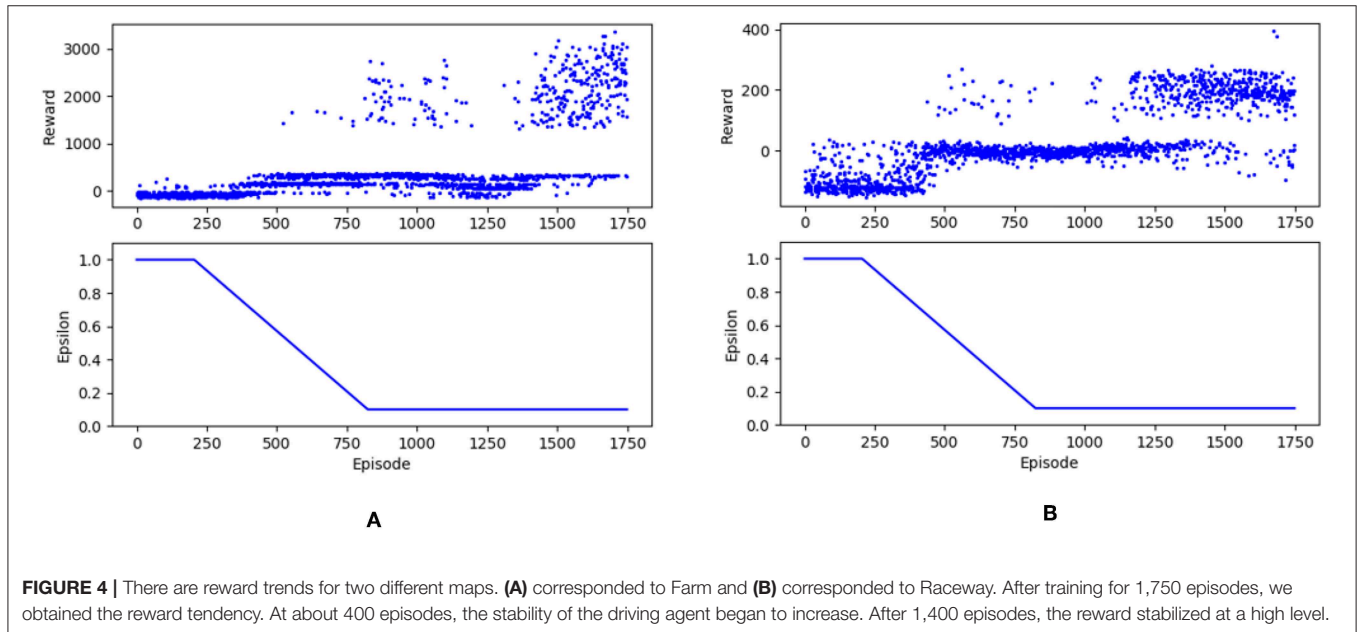 3000
2000
1000
0
Reward
0 250 500 750 1000 1250 1500 1750
1.0
0.8
0.6
0.4
0.2
0.0
Epsilon
0 250 500 750 1000 1250 1500 1750
Episode
A
400
200
0
Reward
0 250 500 750 1000 1250 1500 1750
1.0
0.8
0.6
0.4
0.2
0.0
Epsilon
0 250 500 750 1000 1250 1500 1750
Episode
B
FIGURE 4 | There are reward trends for two different maps. (A) corresponded to Farm and (B) corresponded to Raceway. After training for 1,750 episodes, we
obtained the reward tendency. At about 400 episodes, the stability of the driving agent began to increase. After 1,400 episodes, the reward stabilized at a high level.